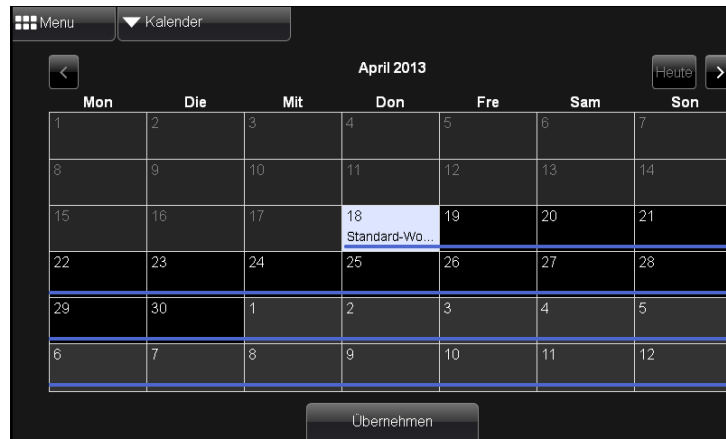 Menu
Kalender
<
April 2013
Heute
>
Mon Die Mit Don Fre Sam Son
1 2 3 4 5 6 7
8 9 10 11 12 13 14
15 16 17 18 19 20 21
Standard-Wo...
22 23 24 25 26 27 28
29 30 1 2 3 4 5
6 7 8 9 10 11 12
Übernehmen